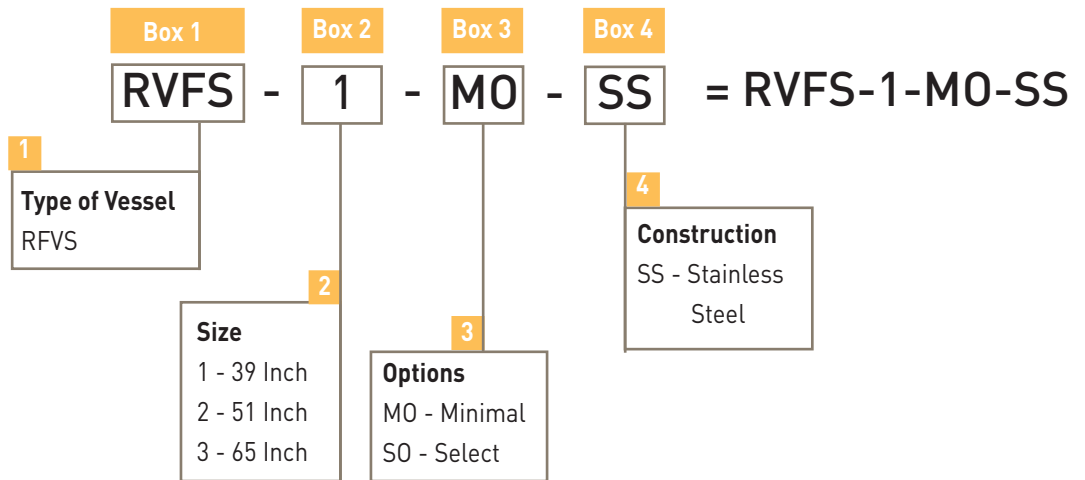 Box 1 Box 2 Box 3 Box 4
RVFS - 1 - MO - SS = RVFS-1-MO-SS
1
Type of Vessel
RFVS
2
Size
1 - 39 Inch
2 - 51 Inch
3 - 65 Inch
3
Options
MO - Minimal
SO - Select
4
Construction
SS - Stainless
Steel